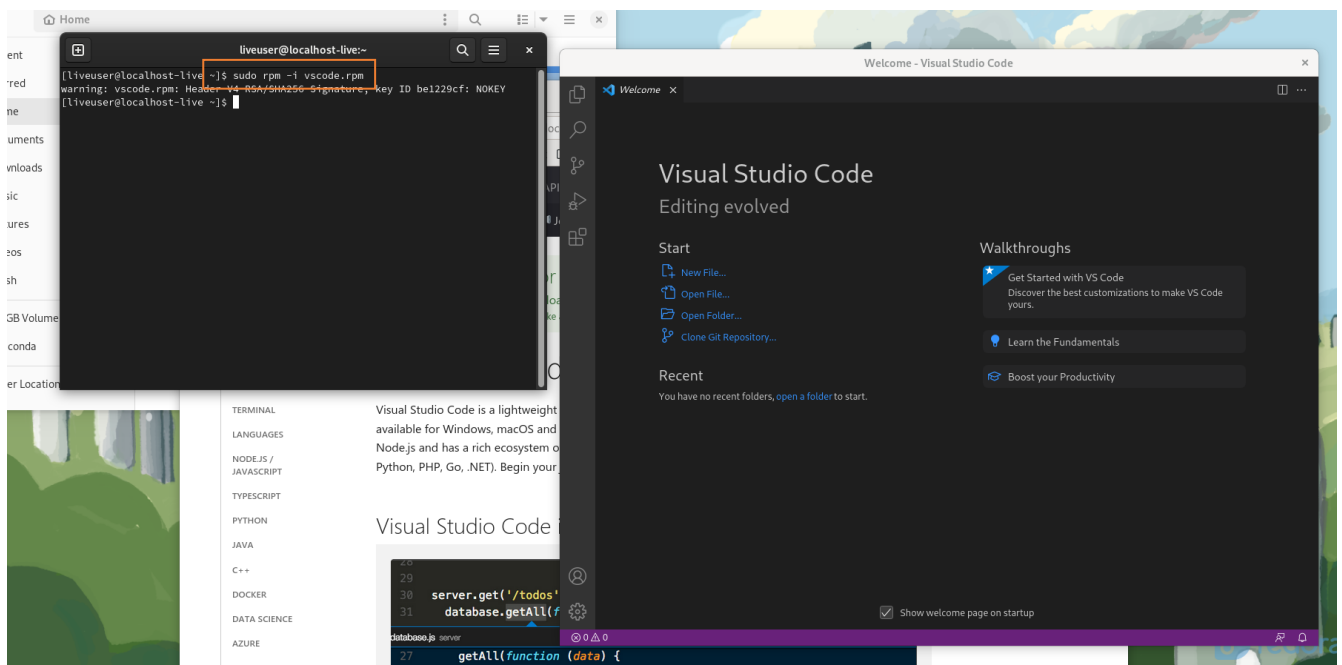 Home
ent
rred
me
uments
wnloads
sic
tures
eos
sh
GB Volume
conda
er Location
liveuser@localhost-live:~
[liveuser@localhost-live ~]$ sudo rpm -i vscode.rpm
warning: vscode.rpm: Header V4 RSA/SHA256 Signature, key ID be1229cf: NOKEY
[liveuser@localhost-live ~]$
TERMINAL
LANGUAGES
NODE.JS /
JAVASCRIPT
TYPESCRIPT
PYTHON
JAVA
C++
DOCKER
DATA SCIENCE
AZURE
Visual Studio Code is a lightweight
available for Windows, macOS and
Node.js and has a rich ecosystem o
Python, PHP, Go, .NET). Begin your
Visual Studio Code i
28
29
30 server.get('/todos'
31 database.getAll(f
database.js server
27 getAll(function (data) {
Welcome - Visual Studio Code
Welcome
Visual Studio Code
Editing evolved
Start
New File...
Open File...
Open Folder...
Clone Git Repository...
Recent
You have no recent folders, open a folder to start.
Walkthroughs
Get Started with VS Code
Discover the best customizations to make VS Code
yours.
Learn the Fundamentals
Boost your Productivity
Show welcome page on startup
0 0